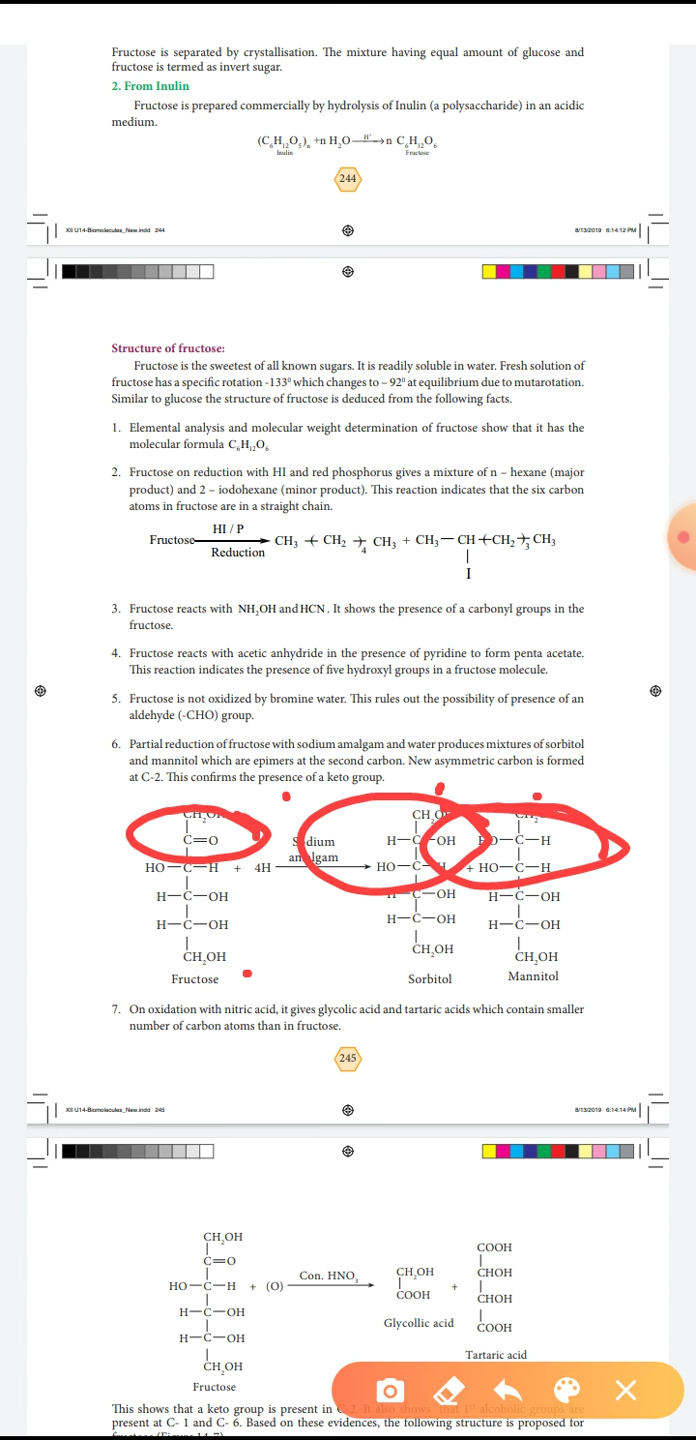 Fructose is separated by crystallisation. The mixture having equal amount of glucose and
fructose is termed as invert sugar.
2. From Inulin
Fructose is prepared commercially by hydrolysis of Inulin (a polysaccharide) in an acidic
medium.
(C₆H₁₂O₅)ₙ +n H₂O —H⁺→ n C₆H₁₂O₆
Inulin Fructose
244
XII U14-Biomolecules_New.indd 244 8/13/2019 6:14:12 PM
Structure of fructose:
Fructose is the sweetest of all known sugars. It is readily soluble in water. Fresh solution of
fructose has a specific rotation -133⁰ which changes to – 92⁰ at equilibrium due to mutarotation.
Similar to glucose the structure of fructose is deduced from the following facts.
1. Elemental analysis and molecular weight determination of fructose show that it has the
molecular formula C₆H₁₂O₆
2. Fructose on reduction with HI and red phosphorus gives a mixture of n – hexane (major
product) and 2 – iodohexane (minor product). This reaction indicates that the six carbon
atoms in fructose are in a straight chain.
HI / P
Fructose → CH₃ (CH₂)₄ CH₃ + CH₃—CH(CH₂)₃CH₃
Reduction
I
3. Fructose reacts with NH₂OH and HCN. It shows the presence of a carbonyl groups in the
fructose.
4. Fructose reacts with acetic anhydride in the presence of pyridine to form penta acetate.
This reaction indicates the presence of five hydroxyl groups in a fructose molecule.
5. Fructose is not oxidized by bromine water. This rules out the possibility of presence of an
aldehyde (-CHO) group.
6. Partial reduction of fructose with sodium amalgam and water produces mixtures of sorbitol
and mannitol which are epimers at the second carbon. New asymmetric carbon is formed
at C-2. This confirms the presence of a keto group.
C=O H—C—OH —C—H
HO—C—H + 4H → HO—C— + HO—C—H
H—C—OH —C—OH H—C—OH
H—C—OH H—C—OH H—C—OH
CH₂OH CH₂OH CH₂OH
Fructose Sorbitol Mannitol
7. On oxidation with nitric acid, it gives glycolic acid and tartaric acids which contain smaller
number of carbon atoms than in fructose.
245
XII U14-Biomolecules_New.indd 245 8/13/2019 6:14:14 PM
CH₂OH COOH
C=O CH₂OH CHOH
HO—C—H + (O) —Con. HNO₃→ COOH + CHOH
H—C—OH Glycollic acid COOH
H—C—OH Tartaric acid
CH₂OH
Fructose
This shows that a keto group is present in C-2. It also shows that 1⁰ alcoholic groups are
present at C- 1 and C- 6. Based on these evidences, the following structure is proposed for